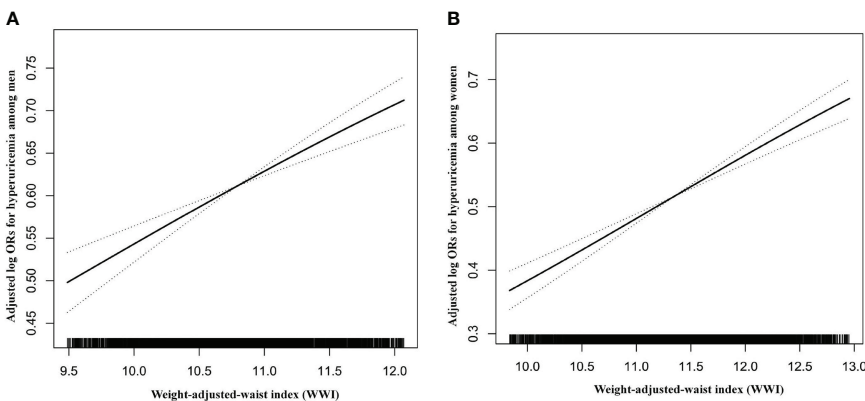 A
Adjusted log ORs for hyperuricemia among men
0.75
0.70
0.65
0.60
0.55
0.50
0.45
9.5 10.0 10.5 11.0 11.5 12.0
Weight-adjusted-waist index (WWI)
B
Adjusted log ORs for hyperuricemia among women
0.7
0.6
0.5
0.4
0.3
10.0 10.5 11.0 11.5 12.0 12.5 13.0
Weight-adjusted-waist index (WWI)